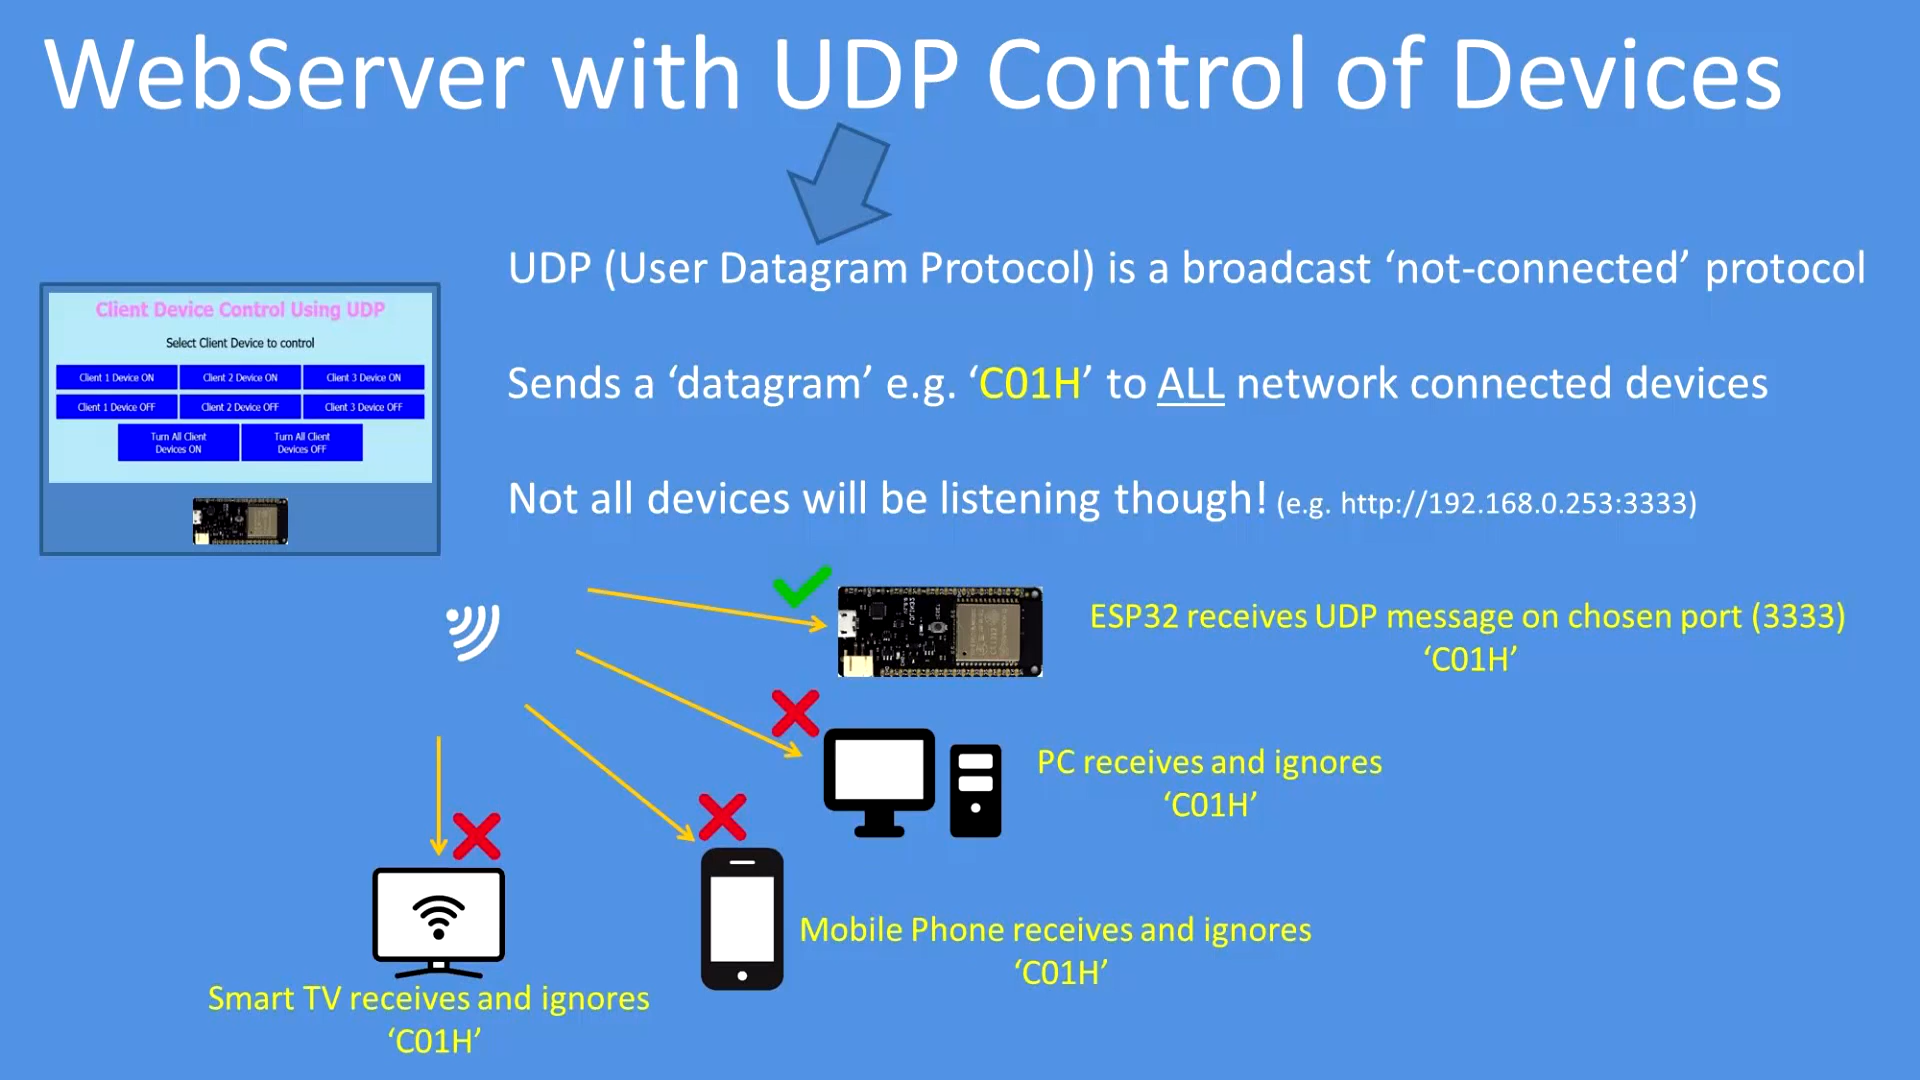 WebServer with UDP Control of Devices
UDP (User Datagram Protocol) is a broadcast ‘not-connected’ protocol
Client Device Control Using UDP
Select Client Device to control
Client 1 Device ON
Client 2 Device ON
Client 3 Device ON
Client 1 Device OFF
Client 2 Device OFF
Client 3 Device OFF
Turn All Client
Devices ON
Turn All Client
Devices OFF
Sends a ‘datagram’ e.g. ‘C01H’ to ALL network connected devices
Not all devices will be listening though! (e.g. http://192.168.0.253:3333)
ESP32 receives UDP message on chosen port (3333)
‘C01H’
PC receives and ignores
‘C01H’
Mobile Phone receives and ignores
‘C01H’
Smart TV receives and ignores
‘C01H’